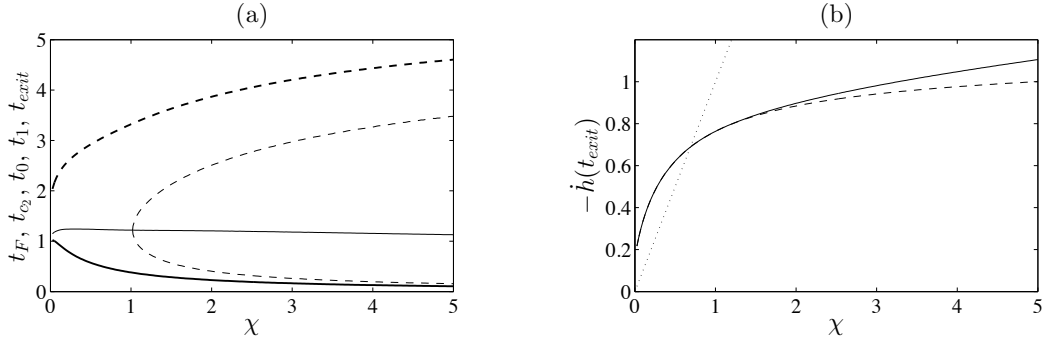 (a)
5
4
3
2
1
0
0 1 2 3 4 5
χ
t_F, t_{c_2}, t_0, t_1, t_{exit}
(b)
1
0.8
0.6
0.4
0.2
0
0 1 2 3 4 5
χ
−ḣ(t_{exit})